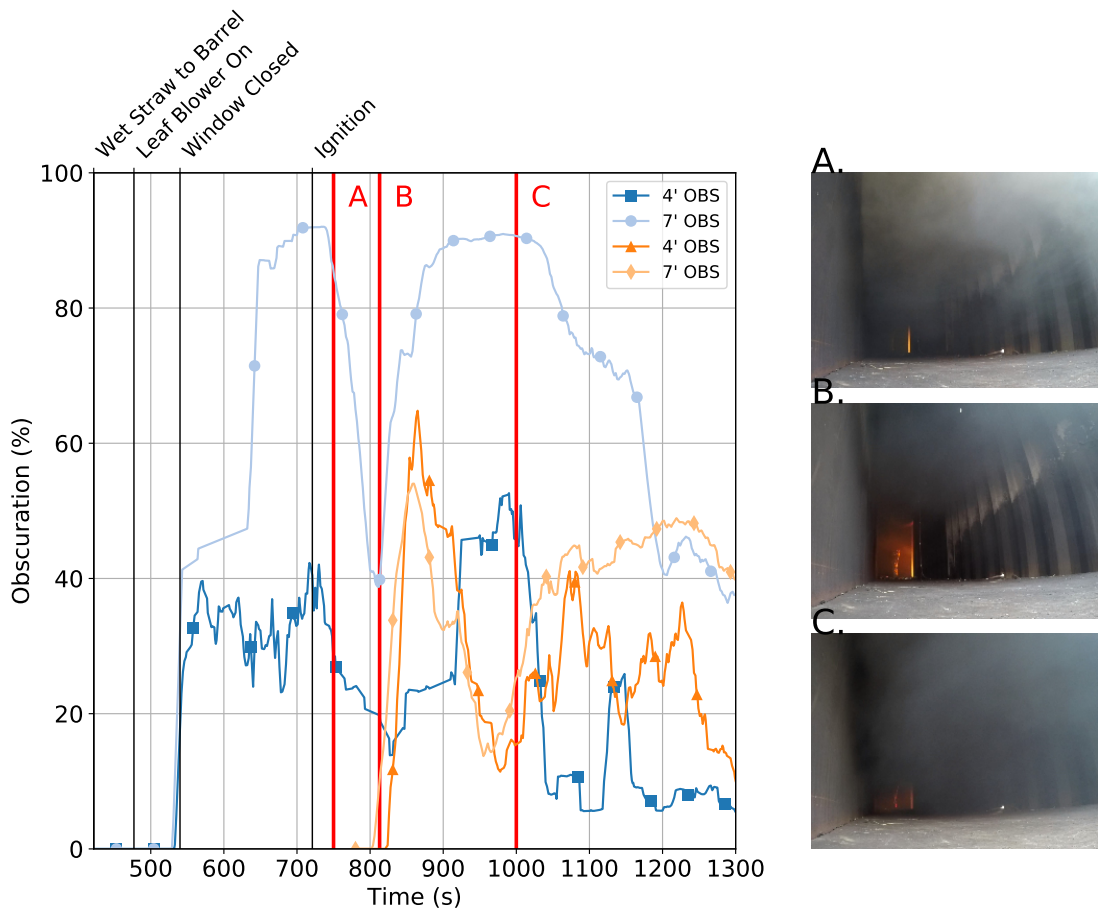 Wet Straw to Barrel
Leaf Blower On
Window Closed
Ignition
A
B
C
4' OBS
7' OBS
4' OBS
7' OBS
100
80
60
40
20
0
Obscuration (%)
500 600 700 800 900 1000 1100 1200 1300
Time (s)
A.
B.
C.